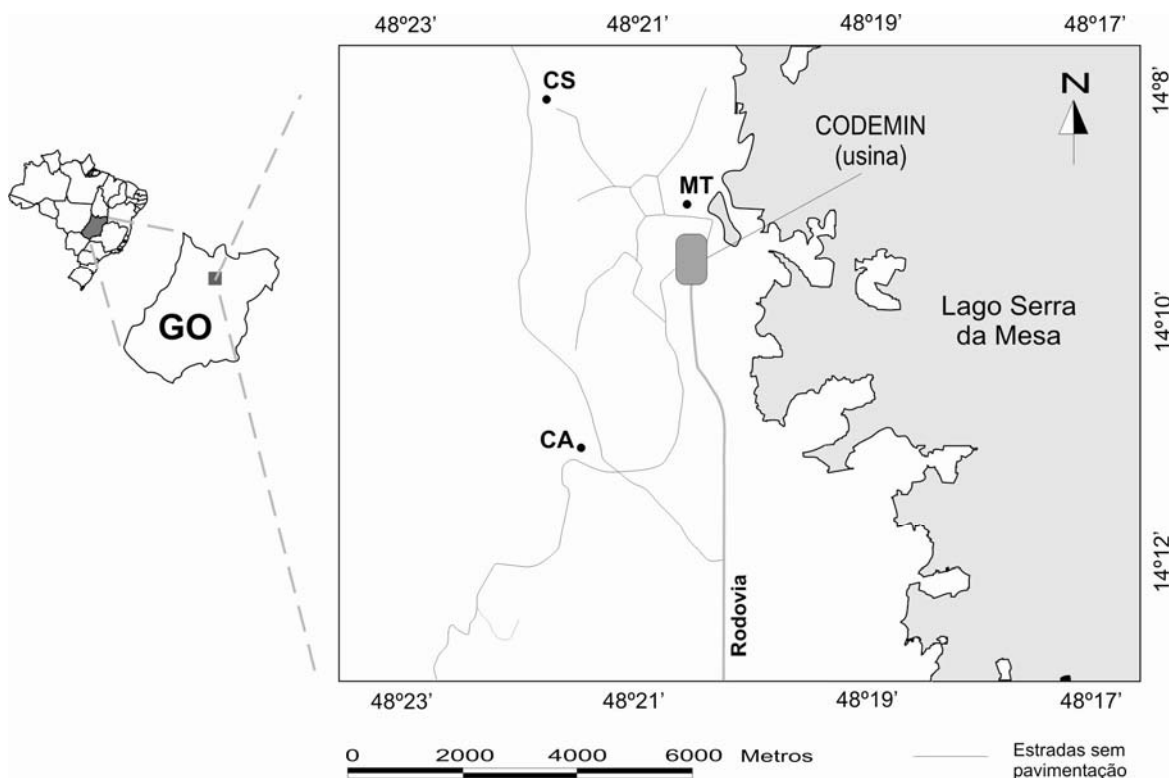 48º23’ 48º21’ 48º19’ 48º17’
CS
N
14º8’
CODEMIN
(usina)
MT
GO
Lago Serra
da Mesa
14º10’
CA
14º12’
Rodovia
48º23’ 48º21’ 48º19’ 48º17’
0 2000 4000 6000 Metros
Estradas sem
pavimentação